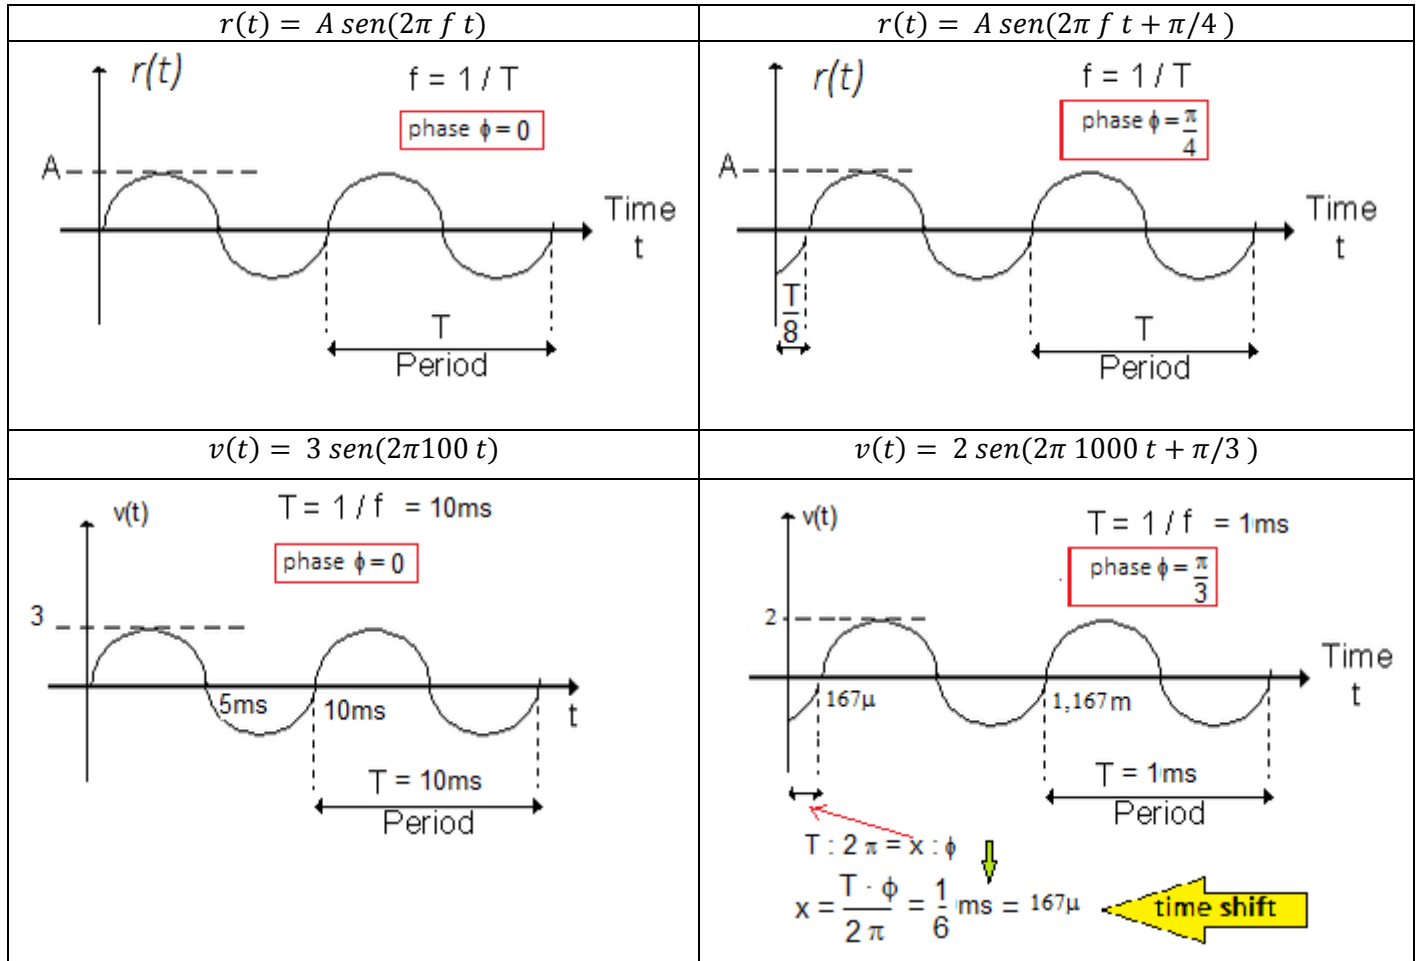 r(t) = A sen(2π f t)
r(t)
f = 1 / T
phase ϕ = 0
A
Time
t
T
Period
r(t) = A sen(2π f t + π/4 )
r(t)
f = 1 / T
phase ϕ = π/4
A
Time
t
T/8
T
Period
v(t) = 3 sen(2π100 t)
v(t)
T = 1 / f = 10ms
phase ϕ = 0
3
5ms
10ms
t
T = 10ms
Period
v(t) = 2 sen(2π 1000 t + π/3 )
v(t)
T = 1 / f = 1ms
phase ϕ = π/3
2
Time
t
167μ
1,167m
T = 1ms
Period
T : 2 π = x : ϕ
x = T · ϕ / 2 π = 1/6 ms = 167μ
time shift